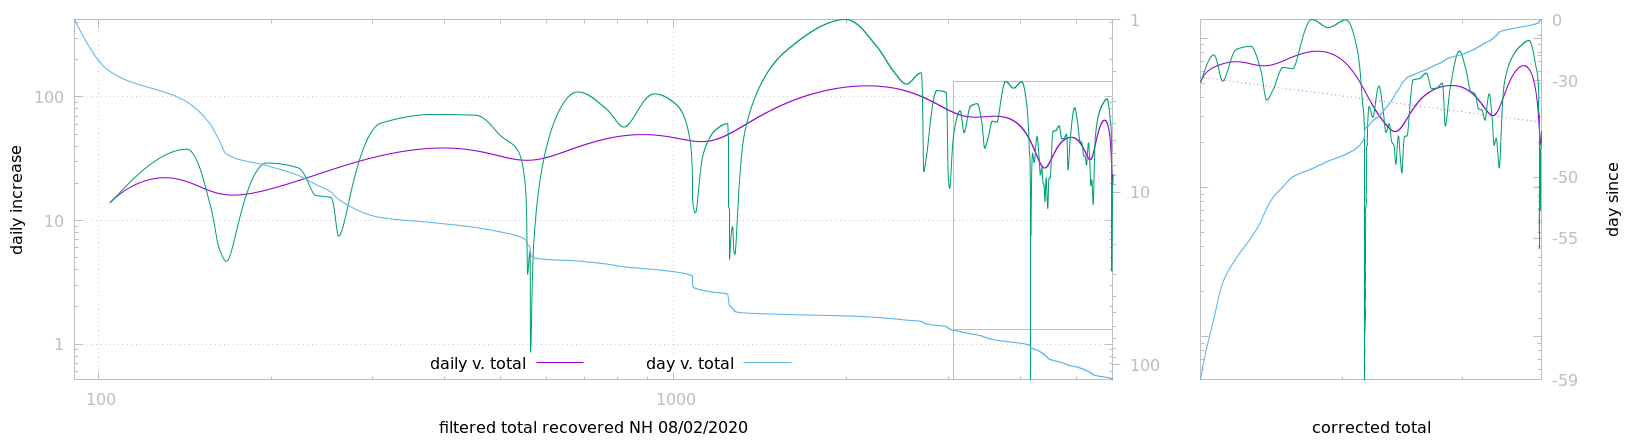 daily increase
100
10
1
daily v. total
day v. total
100
1000
filtered total recovered NH 08/02/2020
1
10
100
0
-30
-50
-55
-59
day since
corrected total